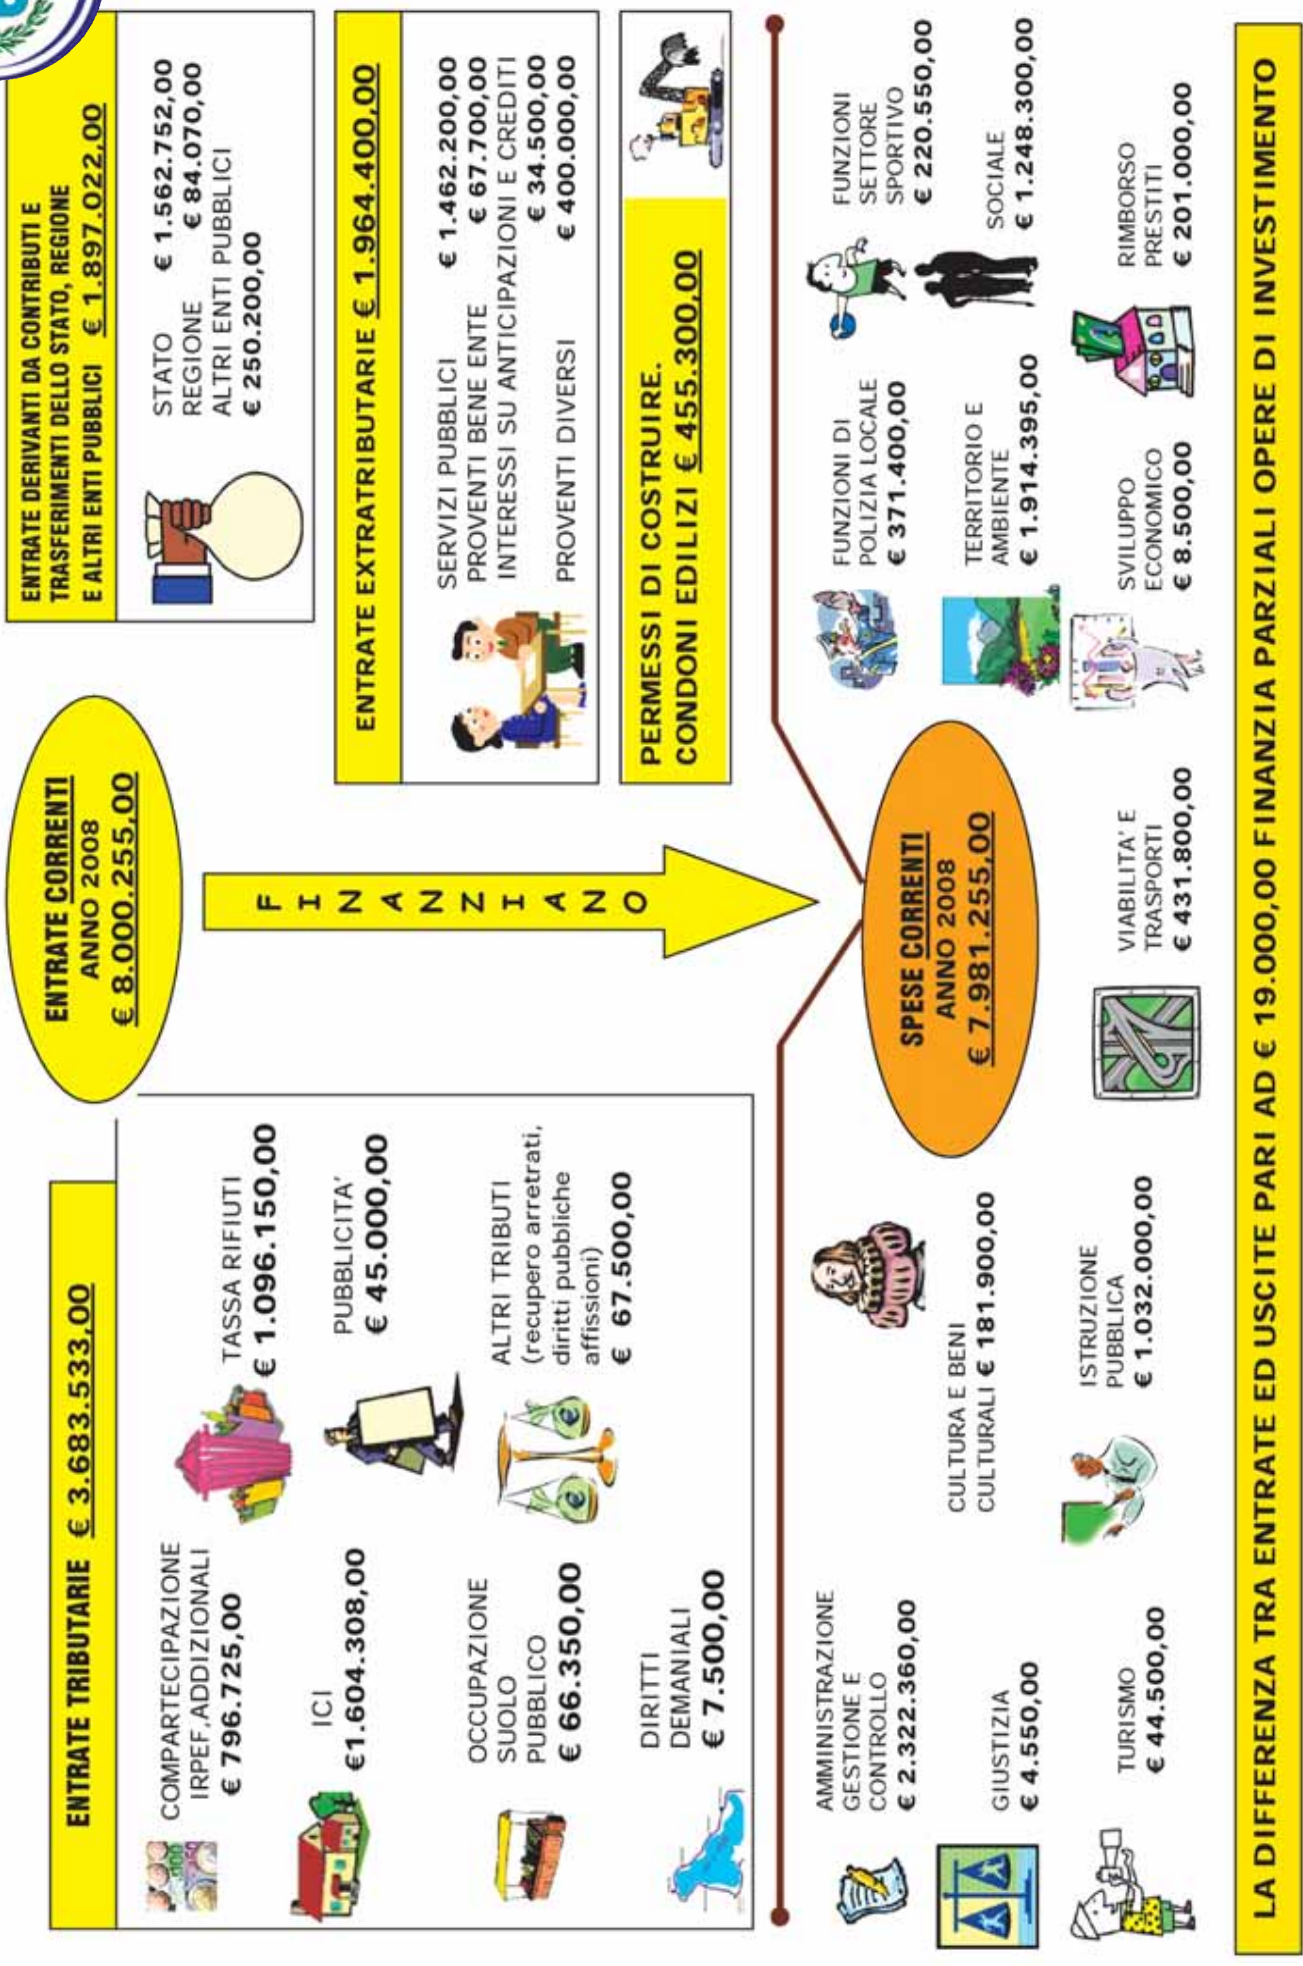 ENTRATE CORRENTI
ANNO 2008
€ 8.000.255,00
ENTRATE TRIBUTARIE € 3.683.533,00
COMPARTECIPAZIONE
IRPEF,ADDIZIONALI
€ 796.725,00
TASSA RIFIUTI
€ 1.096.150,00
ICI
€1.604.308,00
PUBBLICITA'
€ 45.000,00
OCCUPAZIONE
SUOLO
PUBBLICO
€ 66.350,00
ALTRI TRIBUTI
(recupero arretrati,
diritti pubbliche
affissioni)
€ 67.500,00
DIRITTI
DEMANIALI
€ 7.500,00
FINANZIANO
ENTRATE DERIVANTI DA CONTRIBUTI E
TRASFERIMENTI DELLO STATO, REGIONE
E ALTRI ENTI PUBBLICI € 1.897.022,00
STATO € 1.562.752,00
REGIONE € 84.070,00
ALTRI ENTI PUBBLICI
€ 250.200,00
ENTRATE EXTRATRIBUTARIE € 1.964.400,00
SERVIZI PUBBLICI € 1.462.200,00
PROVENTI BENE ENTE € 67.700,00
INTERESSI SU ANTICIPAZIONI E CREDITI
€ 34.500,00
PROVENTI DIVERSI € 400.000,00
PERMESSI DI COSTRUIRE.
CONDONI EDILIZI € 455.300,00
SPESE CORRENTI
ANNO 2008
€ 7.981.255,00
AMMINISTRAZIONE
GESTIONE E
CONTROLLO
€ 2.322.360,00
GIUSTIZIA
€ 4.550,00
TURISMO
€ 44.500,00
CULTURA E BENI
CULTURALI € 181.900,00
ISTRUZIONE
PUBBLICA
€ 1.032.000,00
VIABILITA' E
TRASPORTI
€ 431.800,00
FUNZIONI DI
POLIZIA LOCALE
€ 371.400,00
TERRITORIO E
AMBIENTE
€ 1.914.395,00
SVILUPPO
ECONOMICO
€ 8.500,00
FUNZIONI
SETTORE
SPORTIVO
€ 220.550,00
SOCIALE
€ 1.248.300,00
RIMBORSO
PRESTITI
€ 201.000,00
LA DIFFERENZA TRA ENTRATE ED USCITE PARI AD € 19.000,00 FINANZIA PARZIALI OPERE DI INVESTIMENTO